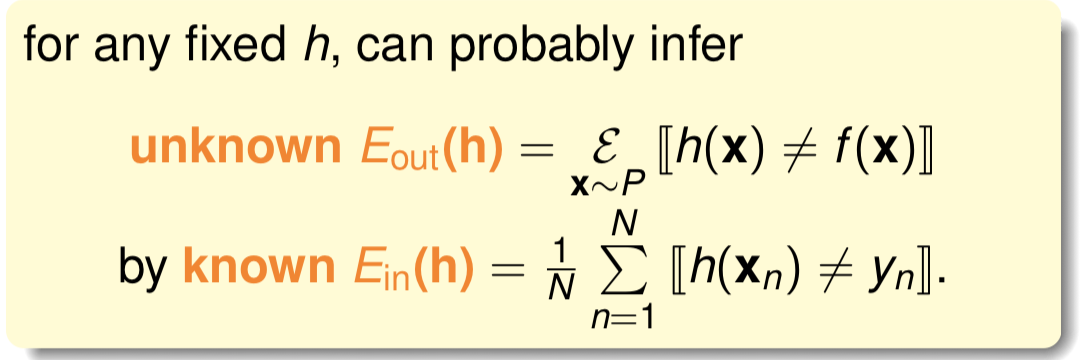 for any fixed h, can probably infer
unknown E_out(h) = ℰ_{x∼P} ⟦h(x) ≠ f(x)⟧
by known E_in(h) = 1/N ∑_{n=1}^{N} ⟦h(x_n) ≠ y_n⟧.